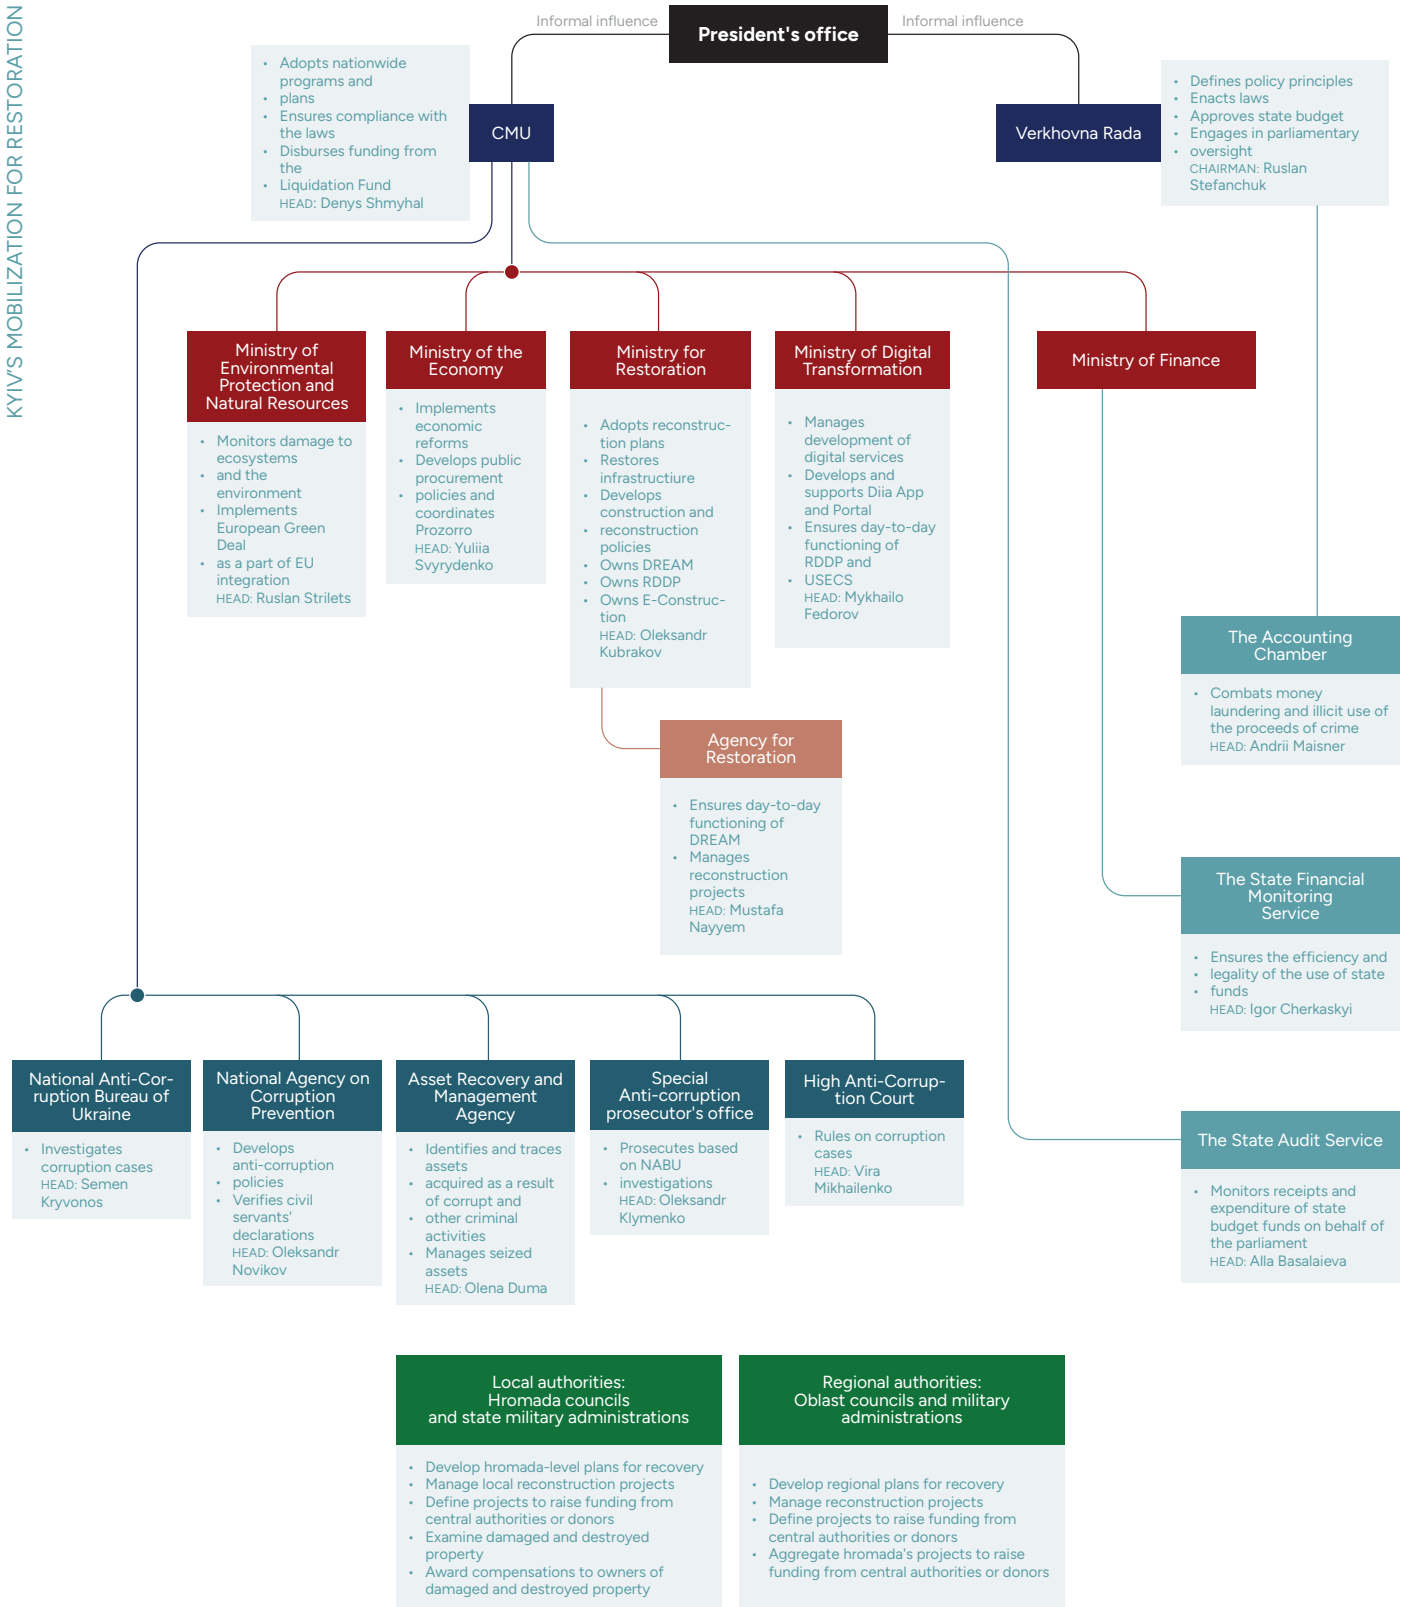 KYIV'S MOBILIZATION FOR RESTORATION
Informal influence
President's office
Informal influence
• Adopts nationwide
programs and
• plans
• Ensures compliance with
the laws
• Disburses funding from
the
• Liquidation Fund
HEAD: Denys Shmyhal
CMU
Verkhovna Rada
• Defines policy principles
• Enacts laws
• Approves state budget
• Engages in parliamentary
• oversight
CHAIRMAN: Ruslan
Stefanchuk
Ministry of
Environmental
Protection and
Natural Resources
• Monitors damage to
ecosystems
• and the
environment
• Implements
European Green
Deal
• as a part of EU
integration
HEAD: Ruslan Strilets
Ministry of the
Economy
• Implements
economic
reforms
• Develops public
procurement
• policies and
coordinates
Prozorro
HEAD: Yuliia
Svyrydenko
Ministry for
Restoration
• Adopts reconstruc-
tion plans
• Restores
infrastructiure
• Develops
construction and
• reconstruction
policies
• Owns DREAM
• Owns RDDP
• Owns E-Construc-
tion
HEAD: Oleksandr
Kubrakov
Ministry of Digital
Transformation
• Manages
development of
digital services
• Develops and
supports Diia App
and Portal
• Ensures day-to-day
functioning of
RDDP and
• USECS
HEAD: Mykhailo
Fedorov
Ministry of Finance
The Accounting
Chamber
• Combats money
laundering and illicit use of
the proceeds of crime
HEAD: Andrii Maisner
Agency for
Restoration
• Ensures day-to-day
functioning of
DREAM
• Manages
reconstruction
projects
HEAD: Mustafa
Nayyem
The State Financial
Monitoring
Service
• Ensures the efficiency and
• legality of the use of state
• funds
HEAD: Igor Cherkaskyi
National Anti-Cor-
ruption Bureau of
Ukraine
• Investigates
corruption cases
HEAD: Semen
Kryvonos
National Agency on
Corruption
Prevention
• Develops
anti-corruption
• policies
• Verifies civil
servants'
declarations
HEAD: Oleksandr
Novikov
Asset Recovery and
Management
Agency
• Identifies and traces
assets
• acquired as a result
of corrupt and
• other criminal
activities
• Manages seized
assets
HEAD: Olena Duma
Special
Anti-corruption
prosecutor's office
• Prosecutes based
on NABU
• investigations
HEAD: Oleksandr
Klymenko
High Anti-Corrup-
tion Court
• Rules on corruption
cases
HEAD: Vira
Mikhailenko
The State Audit Service
• Monitors receipts and
expenditure of state
budget funds on behalf of
the parliament
HEAD: Alla Basalaieva
Local authorities:
Hromada councils
and state military administrations
• Develop hromada-level plans for recovery
• Manage local reconstruction projects
• Define projects to raise funding from
central authorities or donors
• Examine damaged and destroyed
property
• Award compensations to owners of
damaged and destroyed property
Regional authorities:
Oblast councils and military
administrations
• Develop regional plans for recovery
• Manage reconstruction projects
• Define projects to raise funding from
central authorities or donors
• Aggregate hromada's projects to raise
funding from central authorities or donors